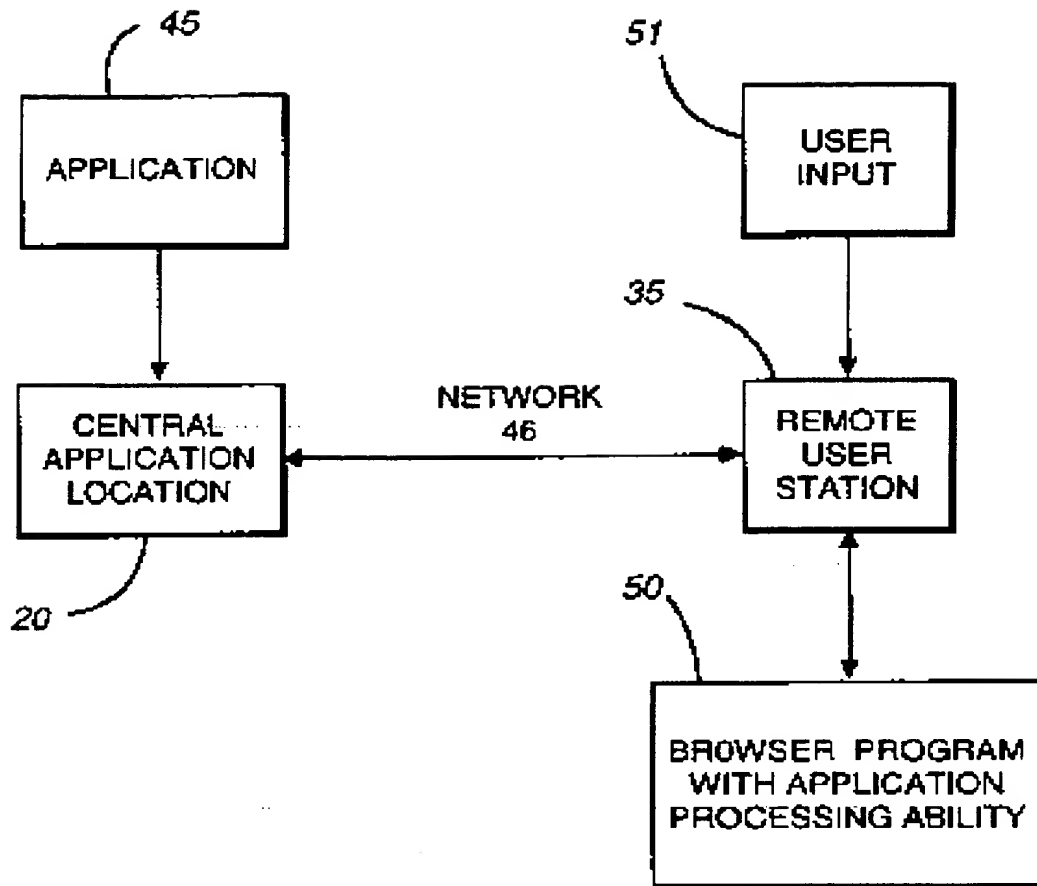 45
APPLICATION
51
USER
INPUT
35
CENTRAL
APPLICATION
LOCATION
20
NETWORK
46
REMOTE
USER
STATION
50
BROWSER PROGRAM
WITH APPLICATION
PROCESSING ABILITY